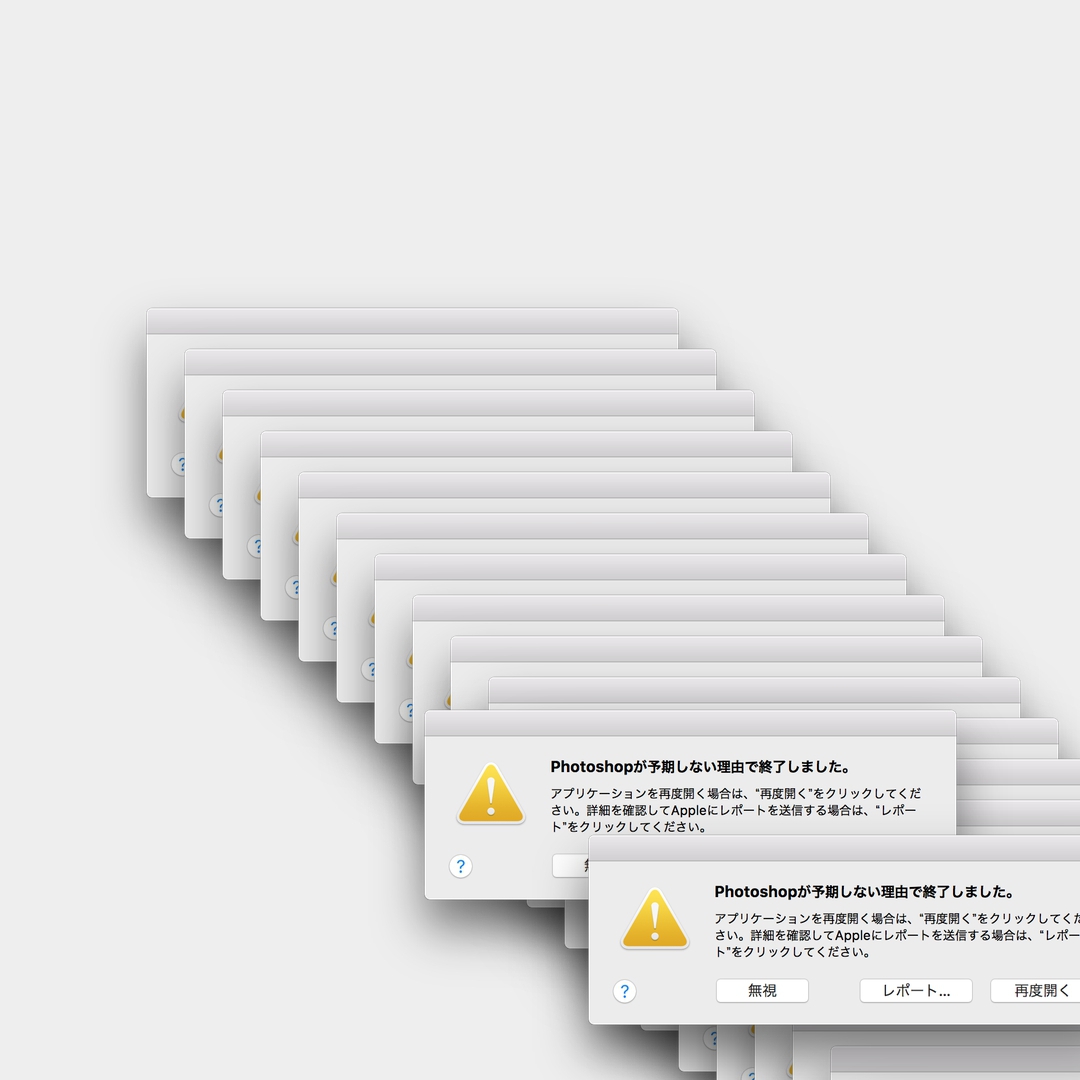 ?
?
?
?
?
?
?
Photoshopが予期しない理由で終了しました。
アプリケーションを再度開く場合は、“再度開く”をクリックしてくだ
さい。詳細を確認してAppleにレポートを送信する場合は、“レポー
ト”をクリックしてください。
?
Photoshopが予期しない理由で終了しました。
アプリケーションを再度開く場合は、“再度開く”をクリックしてくだ
さい。詳細を確認してAppleにレポートを送信する場合は、“レポー
ト”をクリックしてください。
? 無視 レポート... 再度開く
?
?